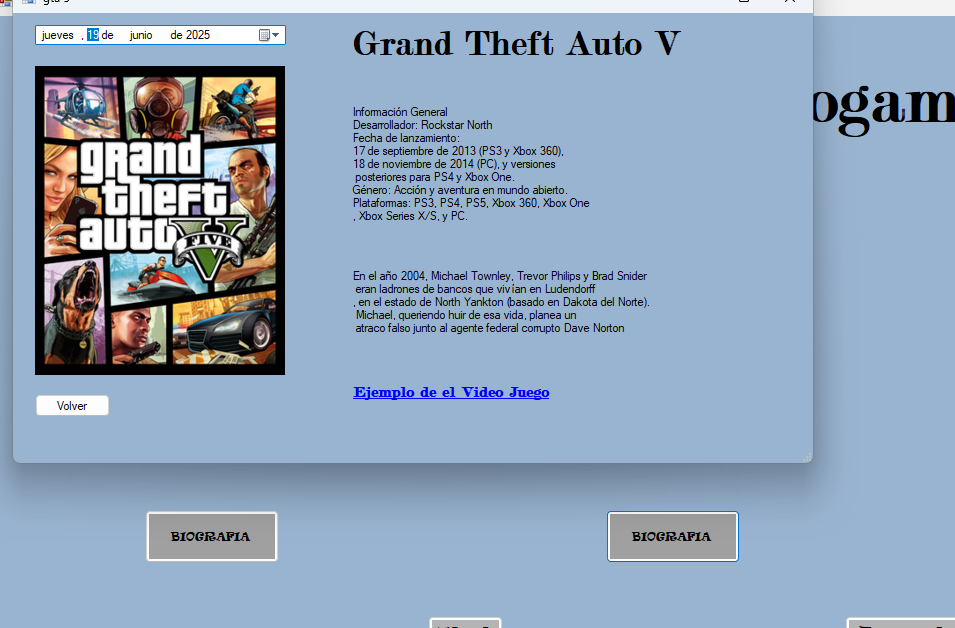 jueves , 19 de junio de 2025
Grand Theft Auto V
ogam
grand
theft
auto
FIVE
Información General
Desarrollador: Rockstar North
Fecha de lanzamiento:
17 de septiembre de 2013 (PS3 y Xbox 360),
18 de noviembre de 2014 (PC), y versiones
posteriores para PS4 y Xbox One.
Género: Acción y aventura en mundo abierto.
Plataformas: PS3, PS4, PS5, Xbox 360, Xbox One
, Xbox Series X/S, y PC.
En el año 2004, Michael Townley, Trevor Philips y Brad Snider
eran ladrones de bancos que vivían en Ludendorff
, en el estado de North Yankton (basado en Dakota del Norte).
Michael, queriendo huir de esa vida, planea un
atraco falso junto al agente federal corrupto Dave Norton
Ejemplo de el Video Juego
Volver
BIOGRAFIA
BIOGRAFIA